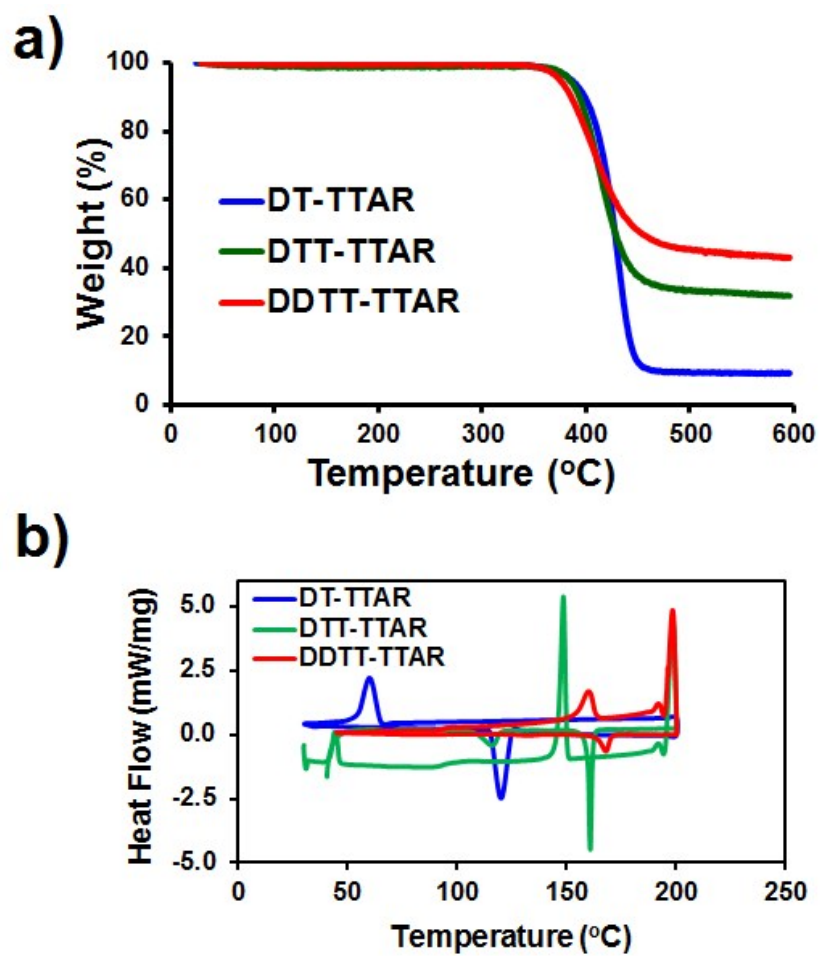 a)
100
80
60
40
20
0
Weight (%)
DT-TTAR
DTT-TTAR
DDTT-TTAR
0 100 200 300 400 500 600
Temperature (°C)
b)
5.0
2.5
0.0
-2.5
-5.0
Heat Flow (mW/mg)
DT-TTAR
DTT-TTAR
DDTT-TTAR
0 50 100 150 200 250
Temperature (°C)